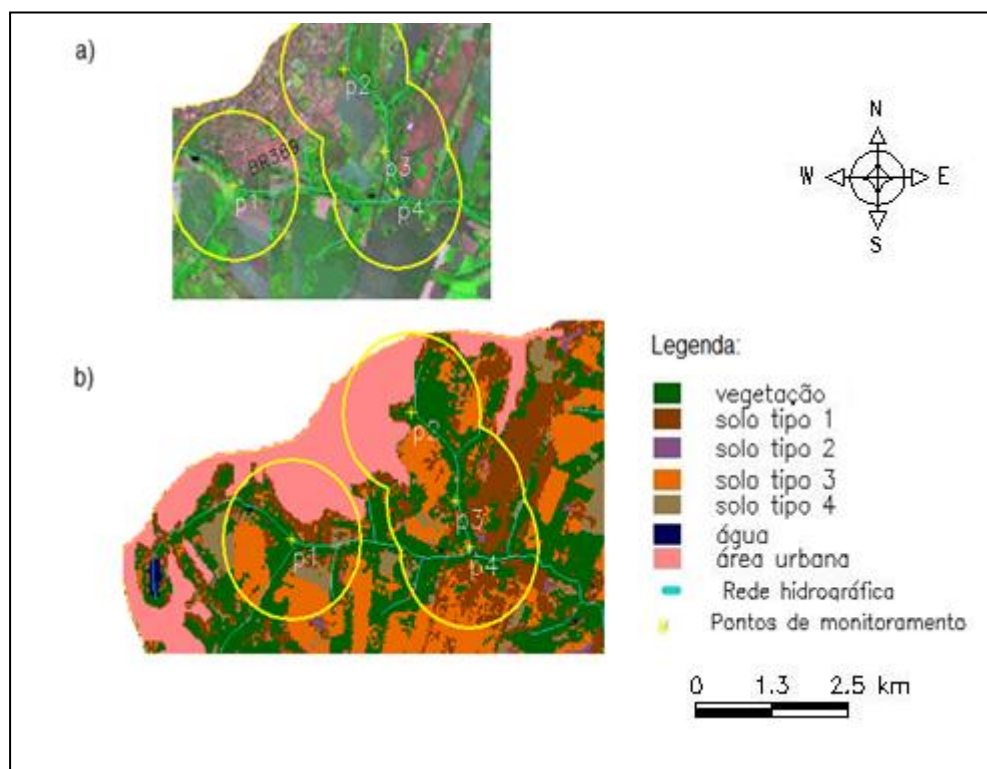 a)
p2
BR369
p3
p1
p4
N
W
E
S
b)
p2
p3
p1
p4
Legenda:
vegetação
solo tipo 1
solo tipo 2
solo tipo 3
solo tipo 4
água
área urbana
Rede hidrográfica
Pontos de monitoramento
0 1.3 2.5 km